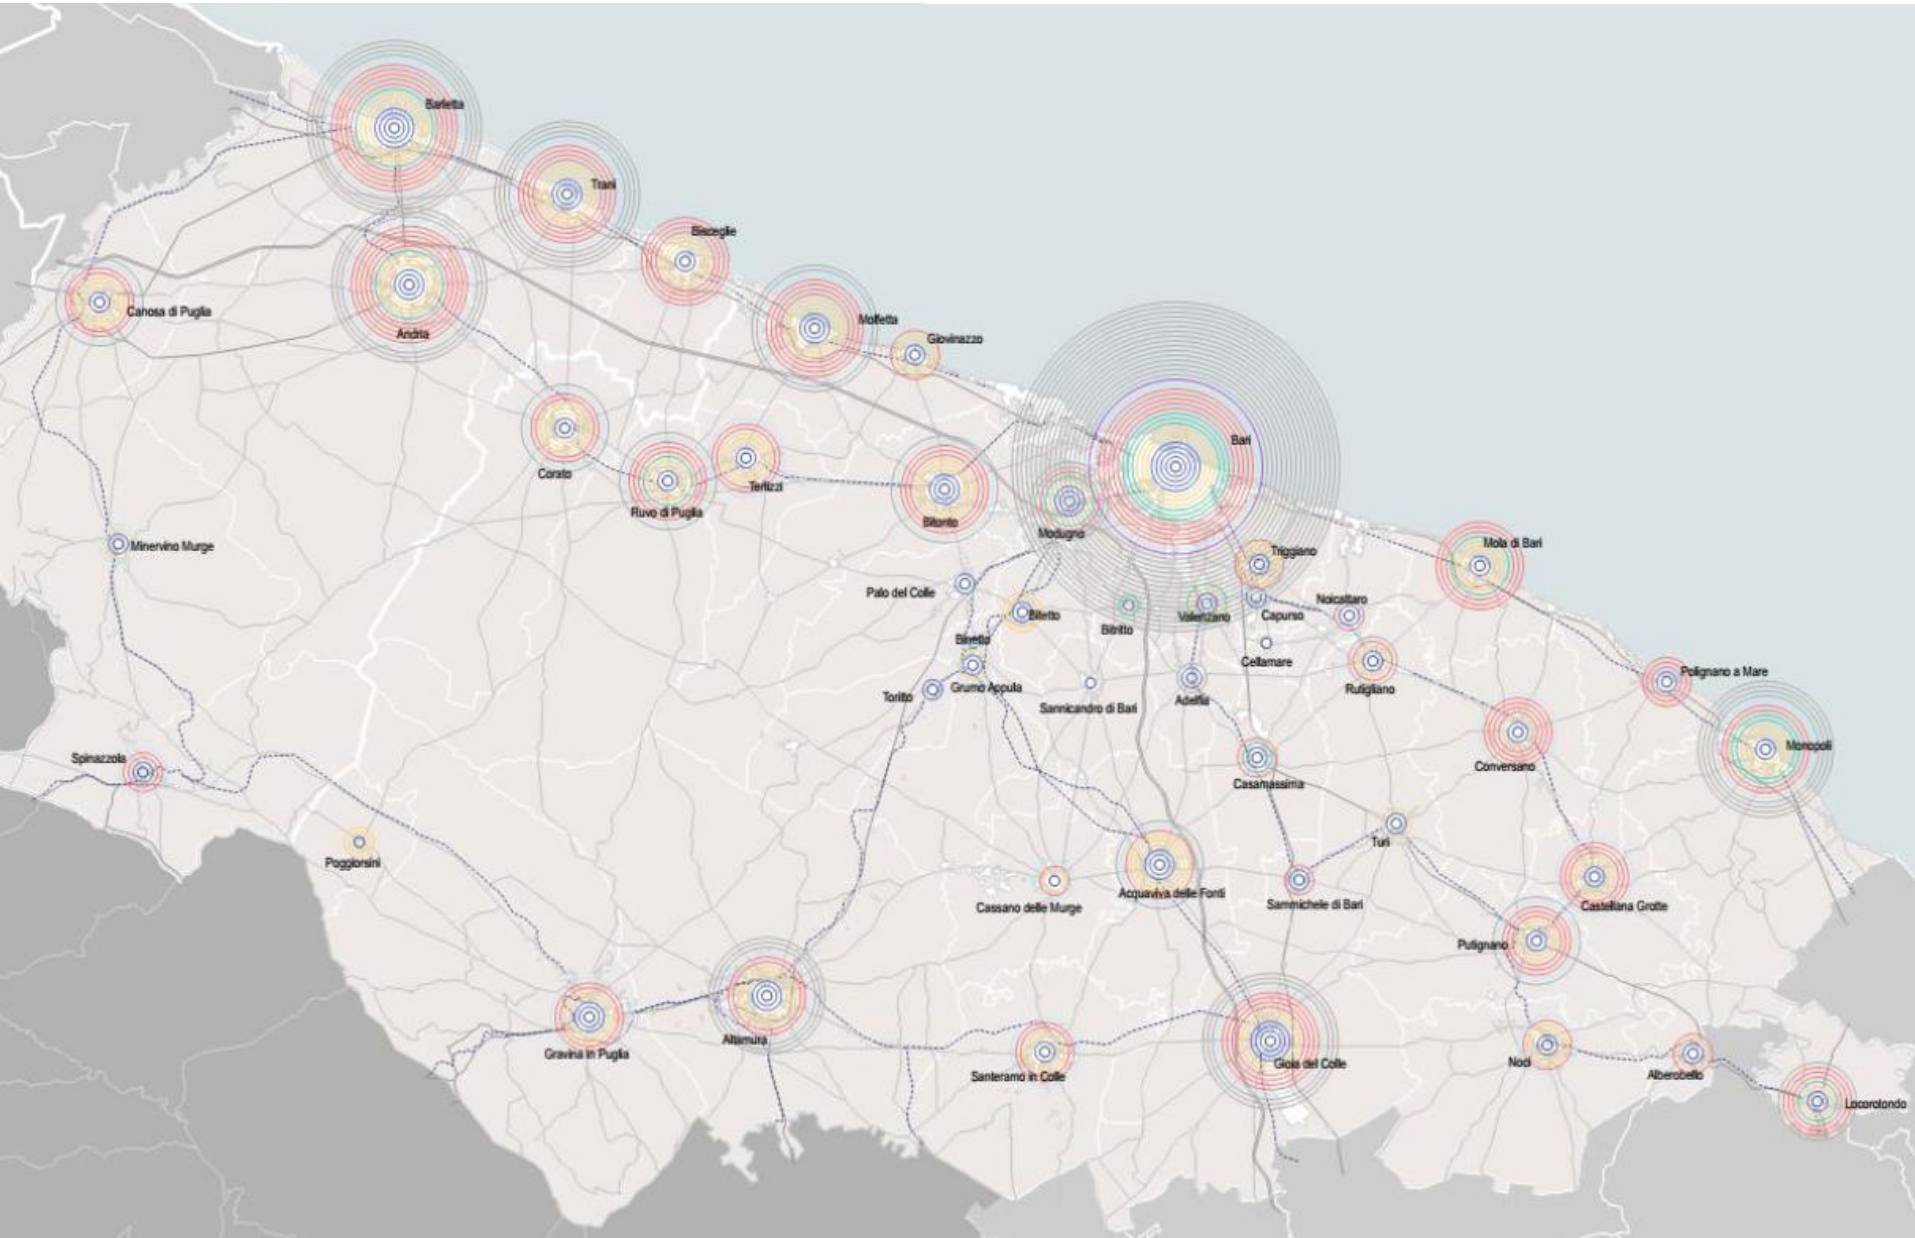 Barletta
Trani
Bisceglie
Canosa di Puglia
Andria
Molfetta
Giovinazzo
Bari
Corato
Terlizzi
Ruvo di Puglia
Bitonto
Modugno
Minervino Murge
Mola di Bari
Triggiano
Palo del Colle
Noicattaro
Bitetto
Bitritto
Valenzano
Capurso
Binetto
Cellamare
Polignano a Mare
Toritto
Grumo Appula
Rutigliano
Sannicandro di Bari
Adelfia
Monopoli
Spinazzola
Conversano
Casamassima
Turi
Poggiorsini
Acquaviva delle Fonti
Cassano delle Murge
Sammichele di Bari
Castellana Grotte
Putignano
Altamura
Gravina in Puglia
Santeramo in Colle
Gioia del Colle
Noci
Alberobello
Locorotondo